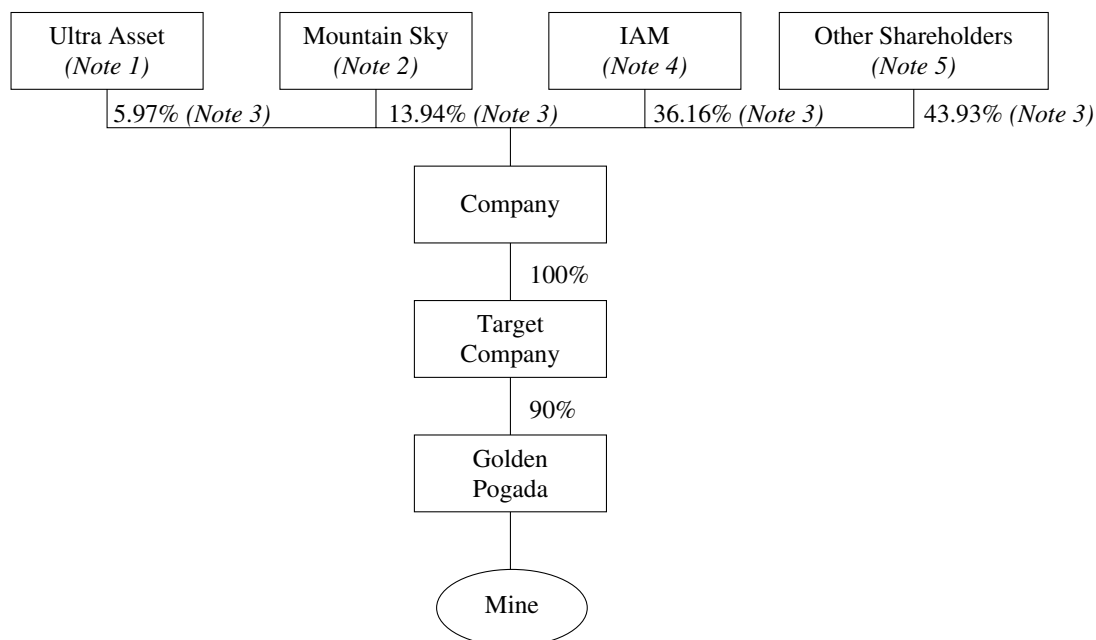 Ultra Asset
(Note 1)
Mountain Sky
(Note 2)
IAM
(Note 4)
Other Shareholders
(Note 5)
5.97% (Note 3)
13.94% (Note 3)
36.16% (Note 3)
43.93% (Note 3)
Company
100%
Target
Company
90%
Golden
Pogada
Mine